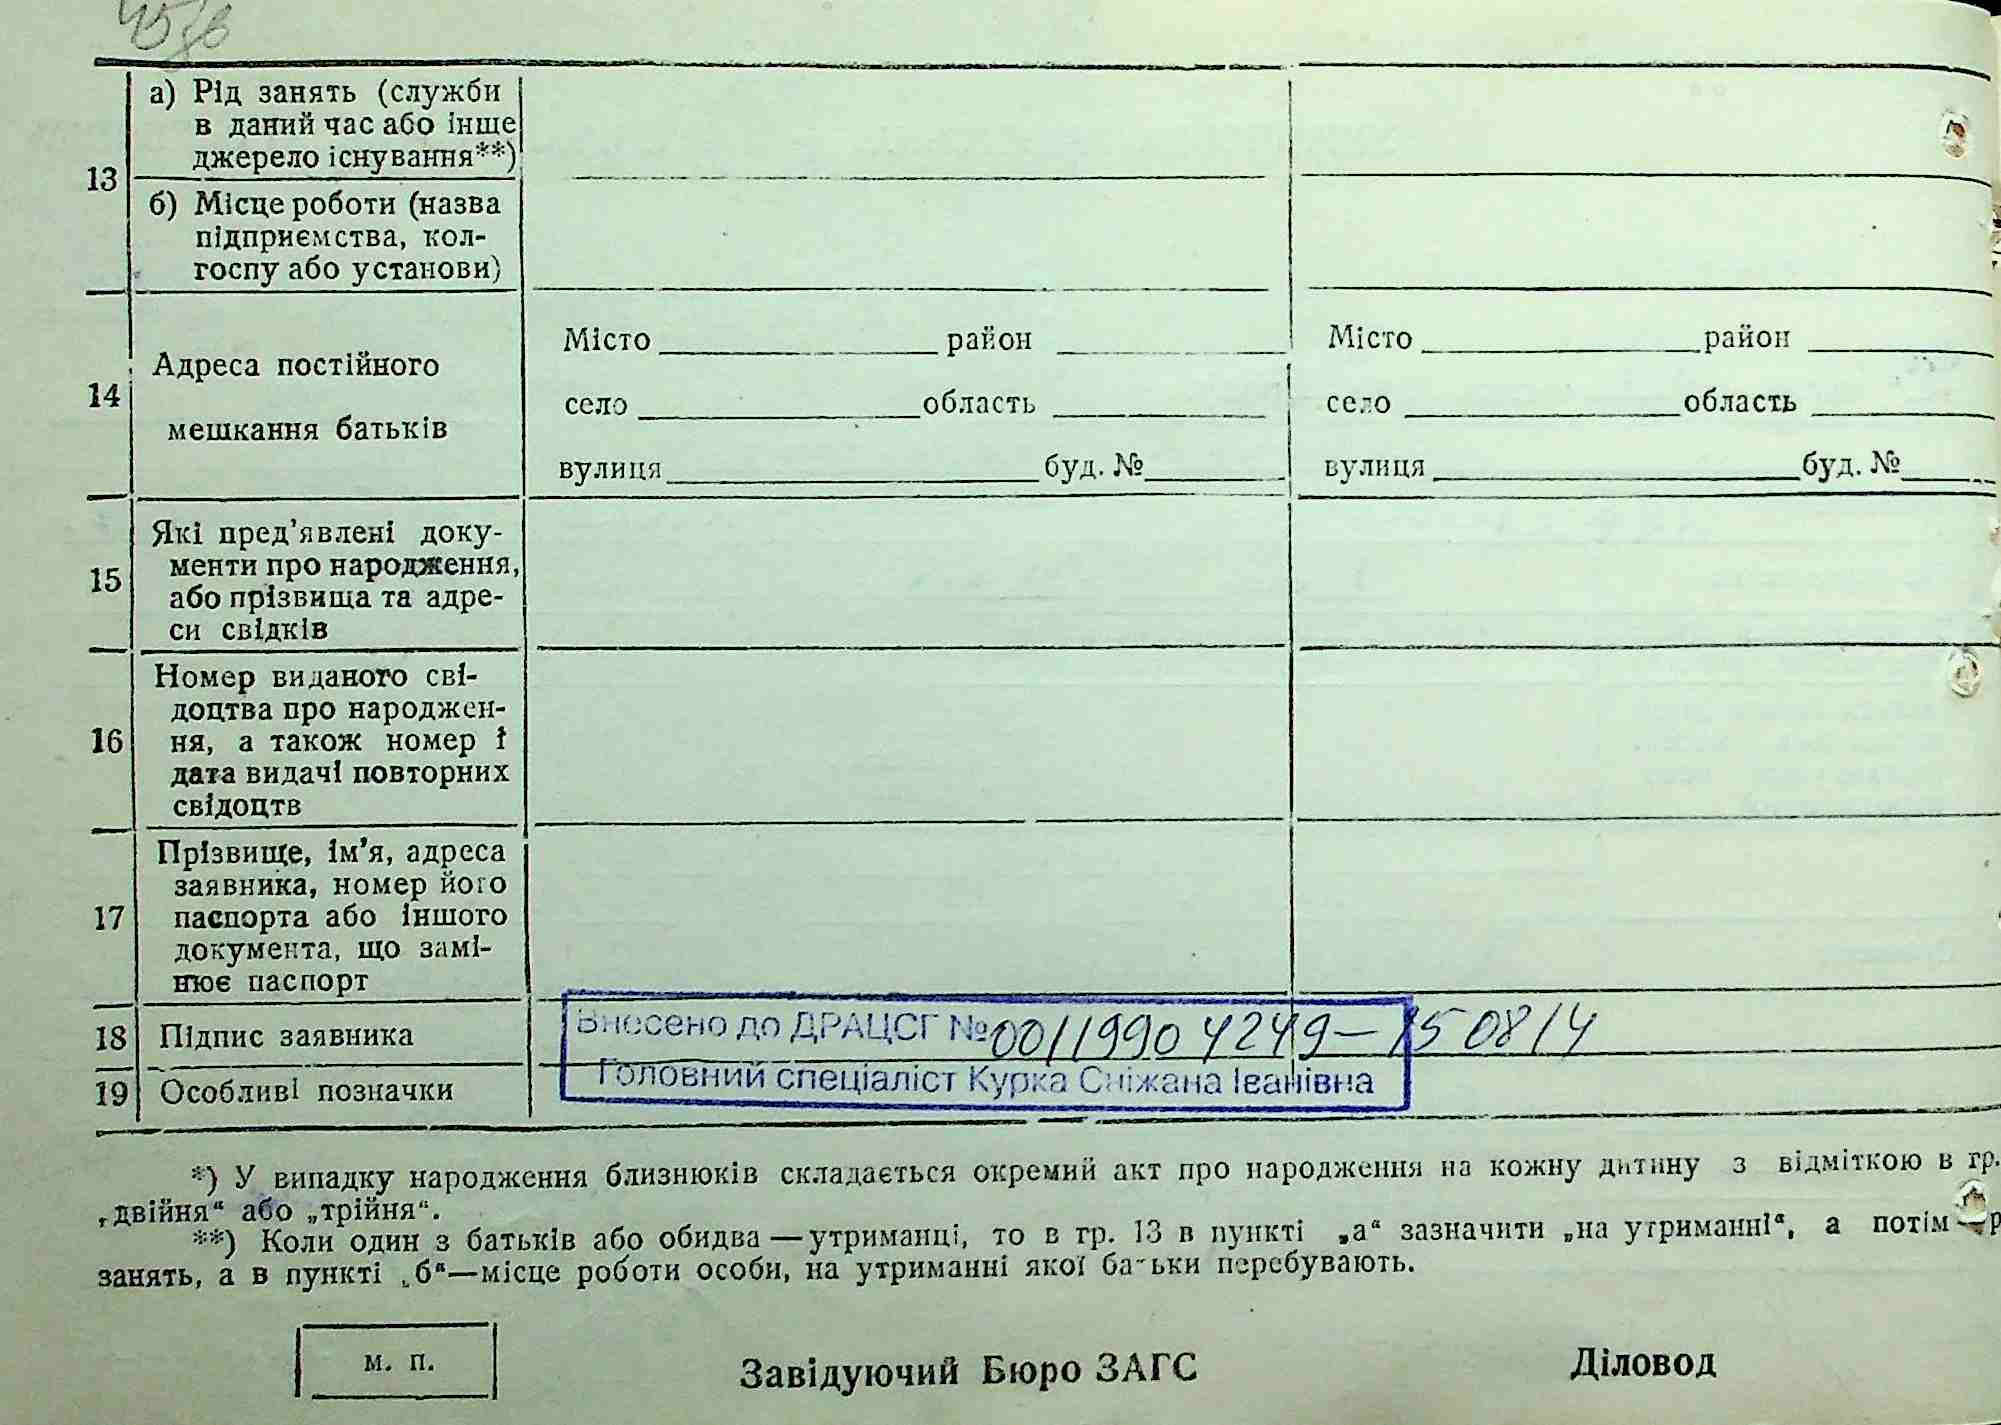 45зв
а) Рід занять (служби
в даний час або інше
джерело існування**)
13
б) Місце роботи (назва
підприємства, кол-
госпу або установи)
14
Адреса постійного
мешкання батьків
Місто район
село область
вулиця буд. №
Місто район
село область
вулиця буд. №
15
Які пред'явлені доку-
менти про народження,
або прізвища та адре-
си свідків
16
Номер виданого сві-
доцтва про народжен-
ня, а також номер і
дата видачі повторних
свідоцтв
17
Прізвище, ім'я, адреса
заявника, номер його
паспорта або іншого
документа, що замі-
нює паспорт
18 Підпис заявника
Внесено до ДРАЦСГ № 0011990 4249 – 150814
Головний спеціаліст Курка Сніжана Іванівна
19 Особливі позначки
*) У випадку народження близнюків складається окремий акт про народження на кожну дитину з відміткою в гр.
„двійня“ або „трійня“.
**) Коли один з батьків або обидва — утриманці, то в гр. 13 в пункті „а“ зазначити „на утриманні“, а потім — р
занять, а в пункті „б“—місце роботи особи, на утриманні якої батьки перебувають.
м. п.
Завідуючий Бюро ЗАГС
Діловод